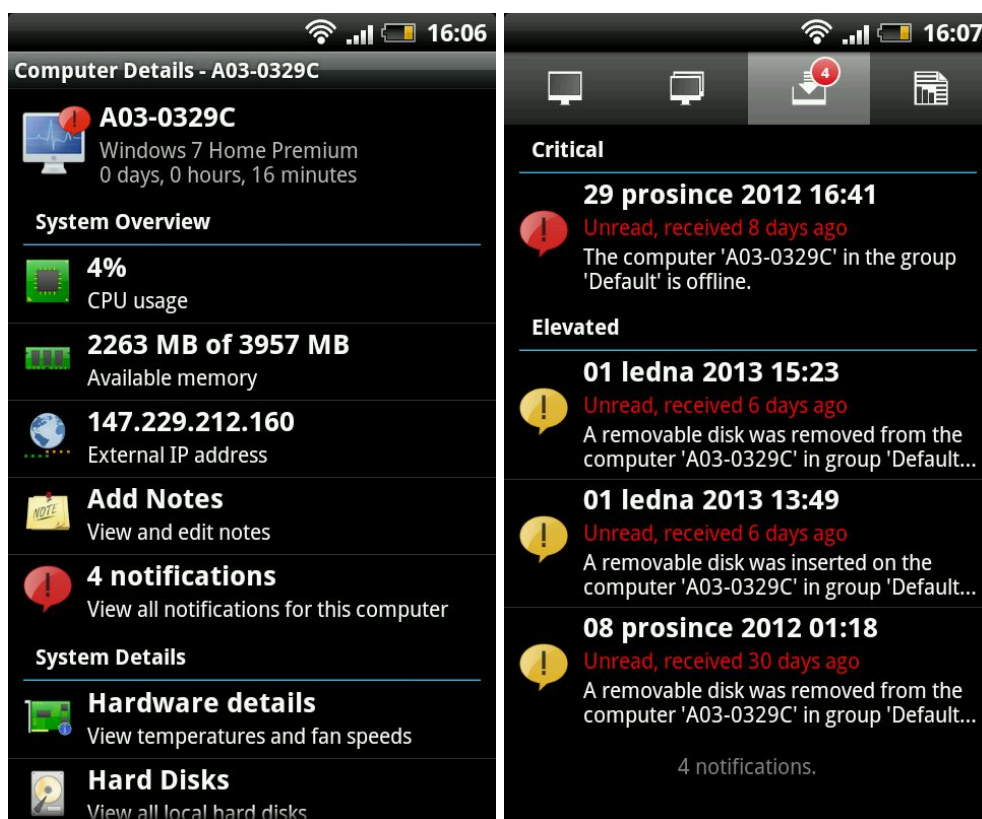 16:06
Computer Details - A03-0329C
A03-0329C
Windows 7 Home Premium
0 days, 0 hours, 16 minutes
System Overview
4%
CPU usage
2263 MB of 3957 MB
Available memory
147.229.212.160
External IP address
NOTE
Add Notes
View and edit notes
4 notifications
View all notifications for this computer
System Details
Hardware details
View temperatures and fan speeds
Hard Disks
View all local hard disks
16:07
4
Critical
29 prosince 2012 16:41
Unread, received 8 days ago
The computer 'A03-0329C' in the group
'Default' is offline.
Elevated
01 ledna 2013 15:23
Unread, received 6 days ago
A removable disk was removed from the
computer 'A03-0329C' in group 'Default...
01 ledna 2013 13:49
Unread, received 6 days ago
A removable disk was inserted on the
computer 'A03-0329C' in group 'Default...
08 prosince 2012 01:18
Unread, received 30 days ago
A removable disk was removed from the
computer 'A03-0329C' in group 'Default...
4 notifications.